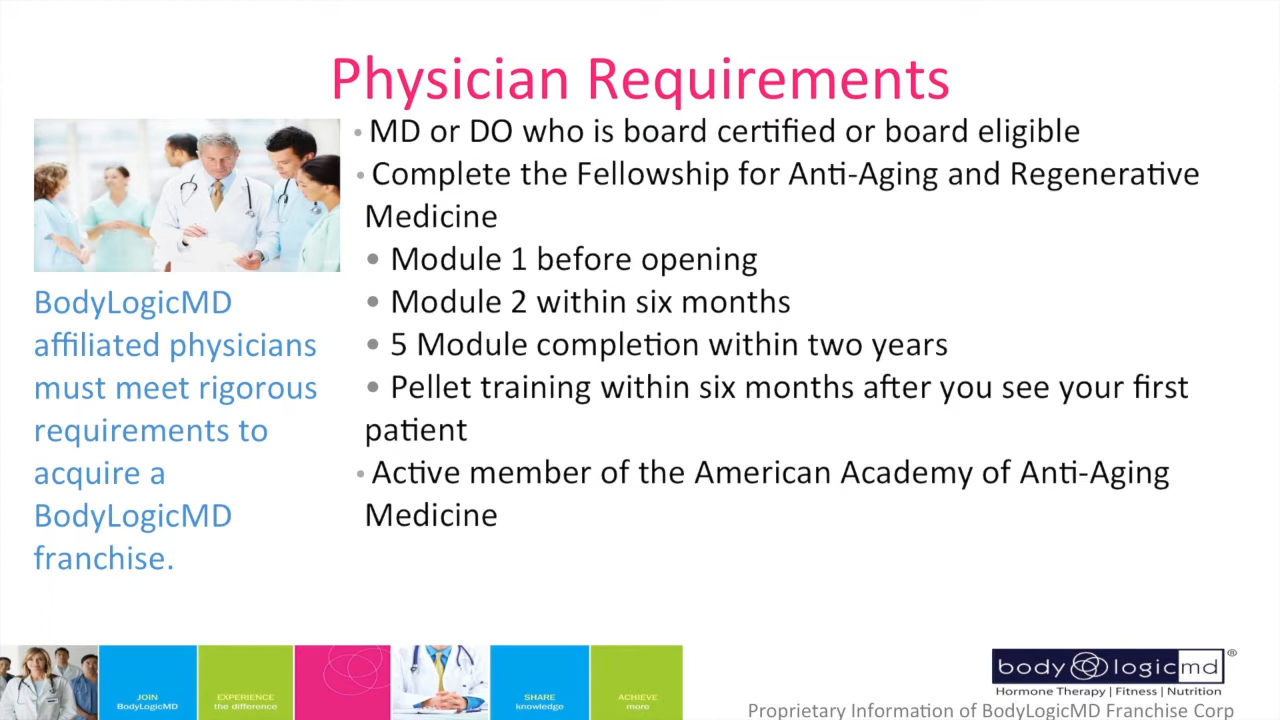 Physician Requirements
• MD or DO who is board certified or board eligible
• Complete the Fellowship for Anti-Aging and Regenerative
Medicine
• Module 1 before opening
• Module 2 within six months
• 5 Module completion within two years
• Pellet training within six months after you see your first
patient
• Active member of the American Academy of Anti-Aging
Medicine
BodyLogicMD
affiliated physicians
must meet rigorous
requirements to
acquire a
BodyLogicMD
franchise.
JOIN
BodyLogicMD
EXPERIENCE
the difference
SHARE
knowledge
ACHIEVE
more
body logicmd®
Hormone Therapy | Fitness | Nutrition
Proprietary Information of BodyLogicMD Franchise Corp